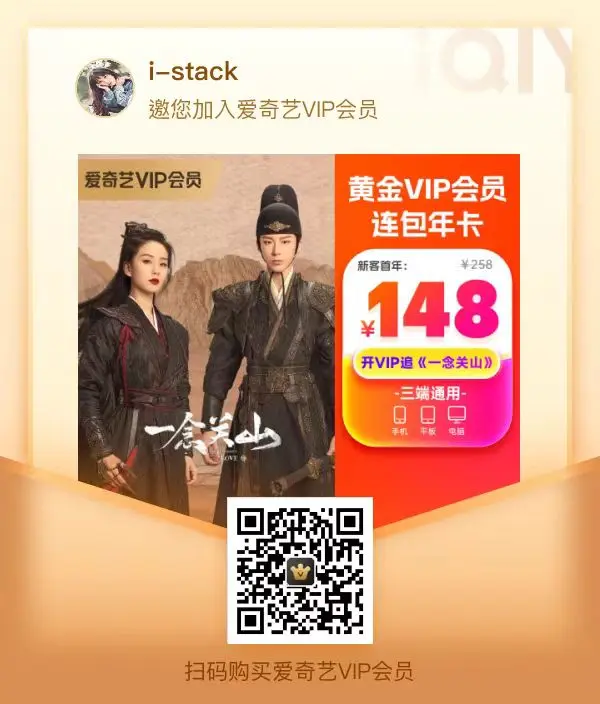 iQIY
i-stack
邀您加入爱奇艺VIP会员
爱奇艺VIP会员
黄金VIP会员
连包年卡
新客首年：
¥258
¥148
开VIP追《一念关山》
-三端通用-
手机 平板 电脑
一念关山
LOVE
扫码购买爱奇艺VIP会员